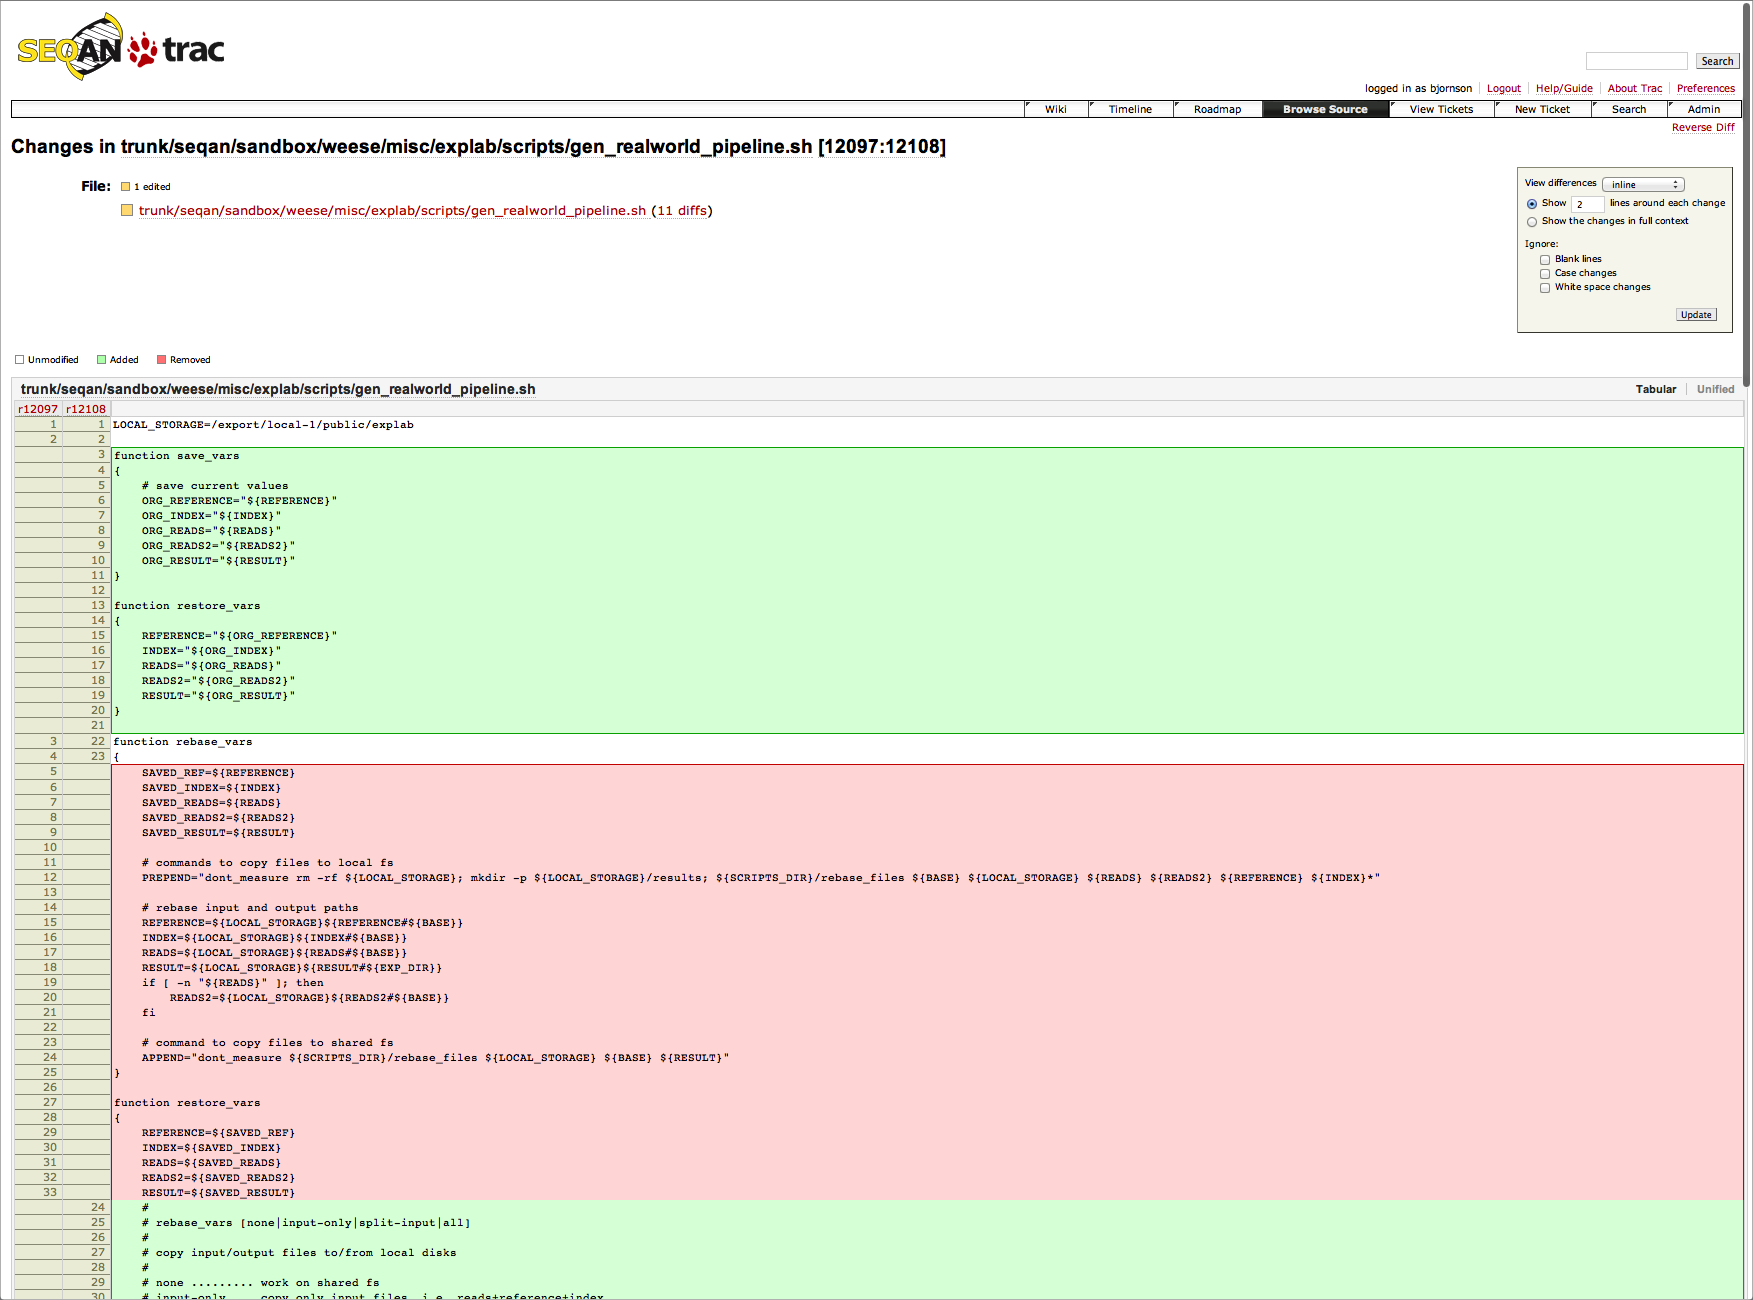 SEQAN trac
Search
logged in as bjornson Logout Help/Guide About Trac Preferences
Wiki Timeline Roadmap Browse Source View Tickets New Ticket Search Admin
Reverse Diff
Changes in trunk/seqan/sandbox/weese/misc/explab/scripts/gen_realworld_pipeline.sh [12097:12108]
File: 1 edited
trunk/seqan/sandbox/weese/misc/explab/scripts/gen_realworld_pipeline.sh (11 diffs)
View differences inline
Show 2 lines around each change
Show the changes in full context
Ignore:
Blank lines
Case changes
White space changes
Update
Unmodified Added Removed
trunk/seqan/sandbox/weese/misc/explab/scripts/gen_realworld_pipeline.sh Tabular Unified
r12097 r12108
1 1 LOCAL_STORAGE=/export/local-1/public/explab
2 2
3 function save_vars
4 {
5 # save current values
6 ORG_REFERENCE="${REFERENCE}"
7 ORG_INDEX="${INDEX}"
8 ORG_READS="${READS}"
9 ORG_READS2="${READS2}"
10 ORG_RESULT="${RESULT}"
11 }
12
13 function restore_vars
14 {
15 REFERENCE="${ORG_REFERENCE}"
16 INDEX="${ORG_INDEX}"
17 READS="${ORG_READS}"
18 READS2="${ORG_READS2}"
19 RESULT="${ORG_RESULT}"
20 }
21
3 22 function rebase_vars
4 23 {
5 SAVED_REF=${REFERENCE}
6 SAVED_INDEX=${INDEX}
7 SAVED_READS=${READS}
8 SAVED_READS2=${READS2}
9 SAVED_RESULT=${RESULT}
10
11 # commands to copy files to local fs
12 PREPEND="dont_measure rm -rf ${LOCAL_STORAGE}; mkdir -p ${LOCAL_STORAGE}/results; ${SCRIPTS_DIR}/rebase_files ${BASE} ${LOCAL_STORAGE} ${READS} ${READS2} ${REFERENCE} ${INDEX}*"
13
14 # rebase input and output paths
15 REFERENCE=${LOCAL_STORAGE}${REFERENCE#${BASE}}
16 INDEX=${LOCAL_STORAGE}${INDEX#${BASE}}
17 READS=${LOCAL_STORAGE}${READS#${BASE}}
18 RESULT=${LOCAL_STORAGE}${RESULT#${EXP_DIR}}
19 if [ -n "${READS}" ]; then
20 READS2=${LOCAL_STORAGE}${READS2#${BASE}}
21 fi
22
23 # command to copy files to shared fs
24 APPEND="dont_measure ${SCRIPTS_DIR}/rebase_files ${LOCAL_STORAGE} ${BASE} ${RESULT}"
25 }
26
27 function restore_vars
28 {
29 REFERENCE=${SAVED_REF}
30 INDEX=${SAVED_INDEX}
31 READS=${SAVED_READS}
32 READS2=${SAVED_READS2}
33 RESULT=${SAVED_RESULT}
24 #
25 # rebase_vars [none|input-only|split-input|all]
26 #
27 # copy input/output files to/from local disks
28 #
29 # none ......... work on shared fs
30 # input-only ... copy only input files, i.e. reads+reference+index